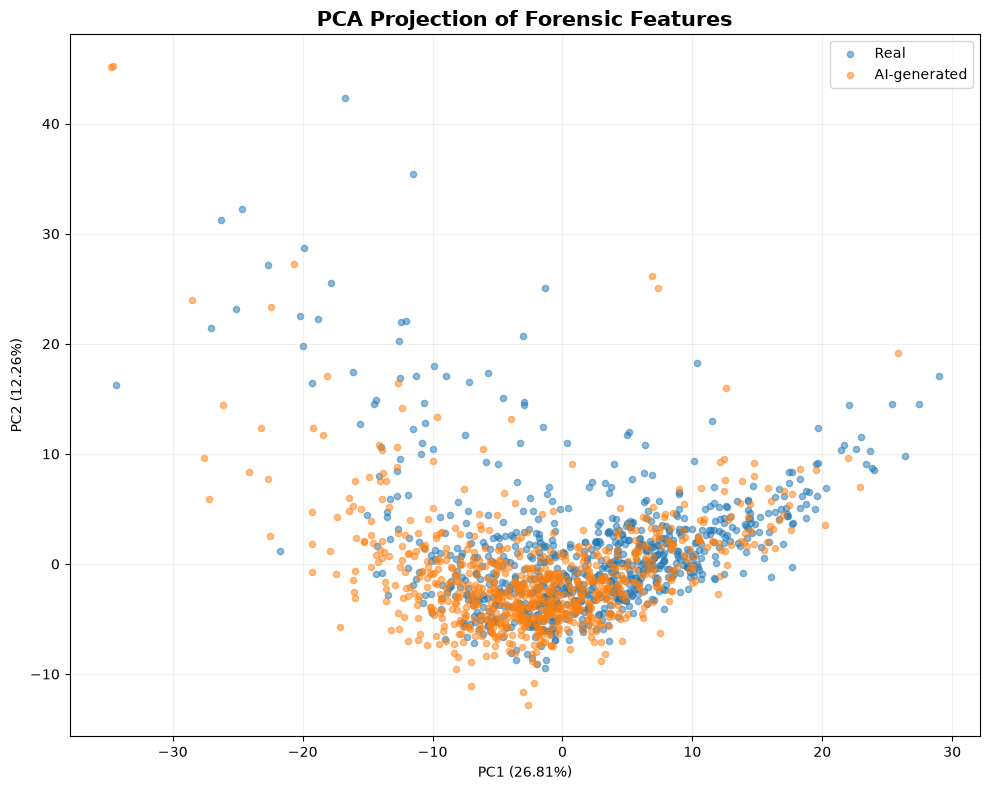 PCA Projection of Forensic Features
Real
AI-generated
40
30
20
10
0
−10
PC2 (12.26%)
−30
−20
−10
0
10
20
30
PC1 (26.81%)